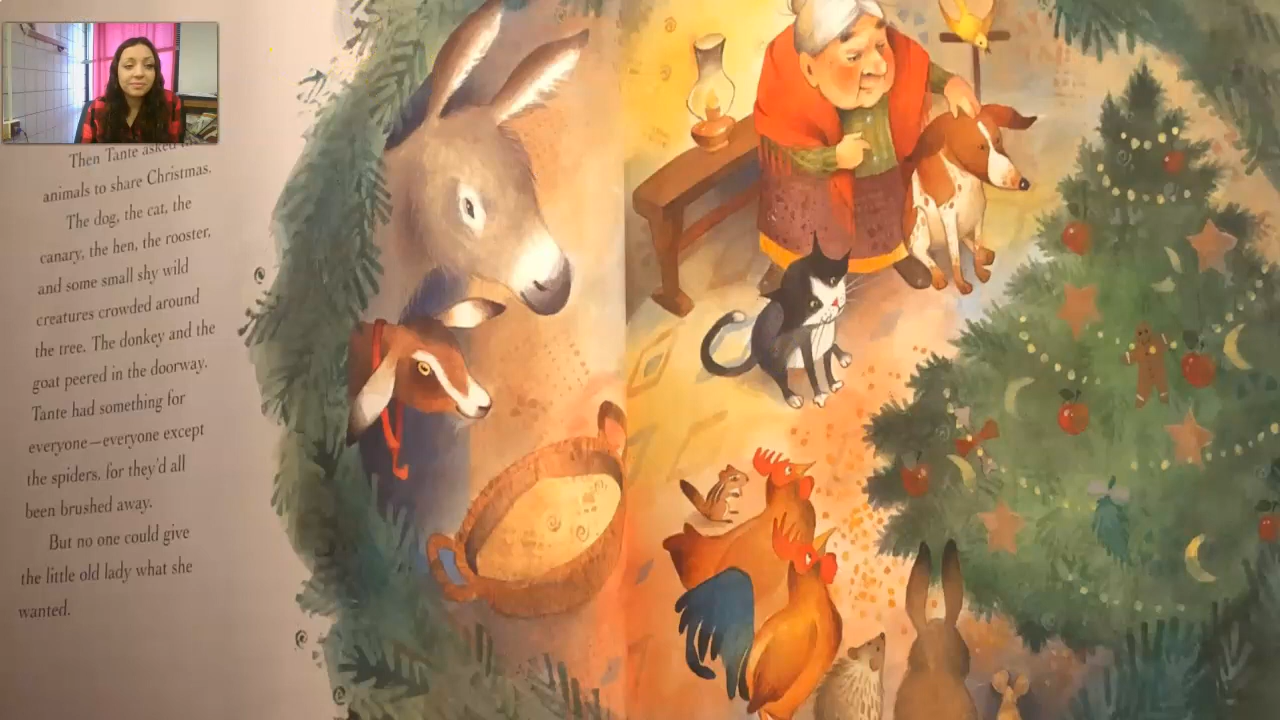 Then Tante asked
animals to share Christmas.
The dog, the cat, the
canary, the hen, the rooster,
and some small shy wild
creatures crowded around
the tree. The donkey and the
goat peered in the doorway.
Tante had something for
everyone—everyone except
the spiders, for they'd all
been brushed away.
But no one could give
the little old lady what she
wanted.